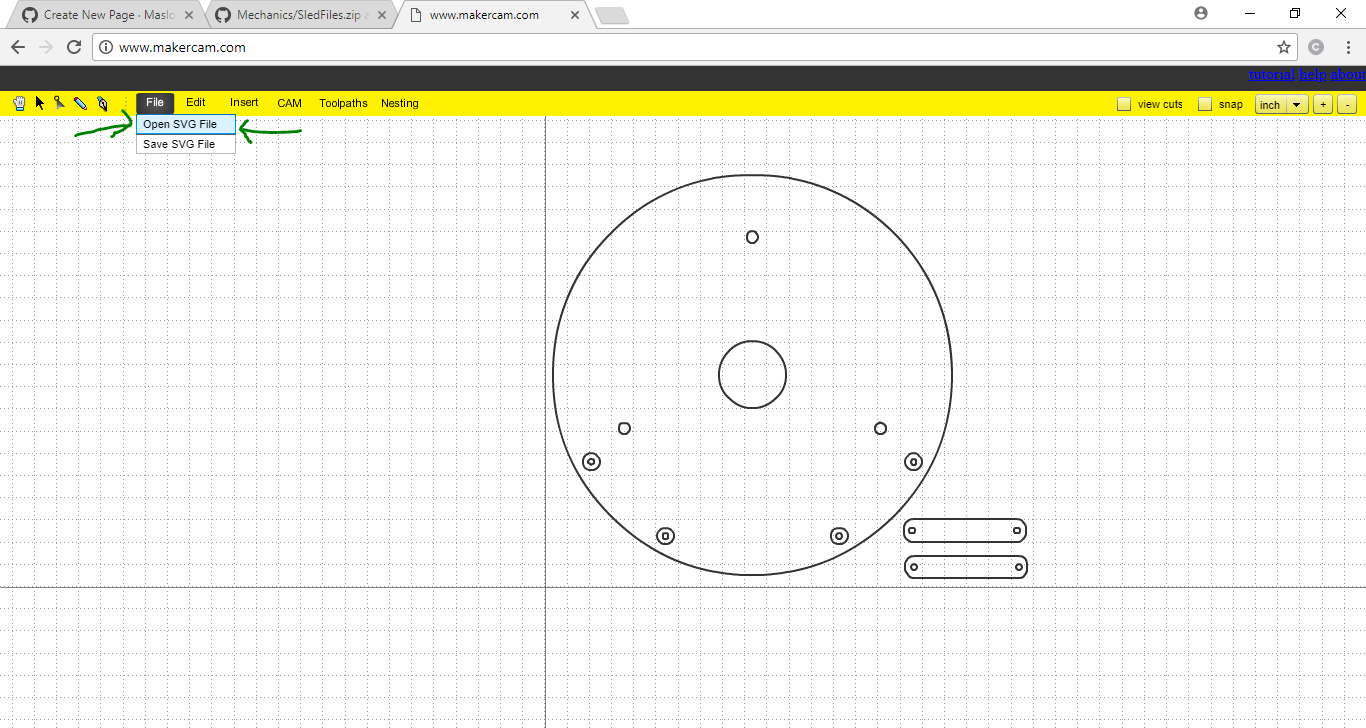 Create New Page · Maslo
Mechanics/SledFiles.zip a
www.makercam.com
www.makercam.com
C
tutorial help about
File Edit Insert CAM Toolpaths Nesting
view cuts snap inch + -
Open SVG File
Save SVG File